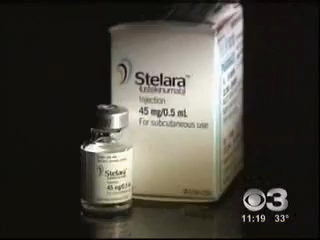 Stelara™
(ustekinumab)
Injection
45 mg/0.5 mL
For subcutaneous use
Stelara
45 mg/0.5 mL
3
11:19 33°